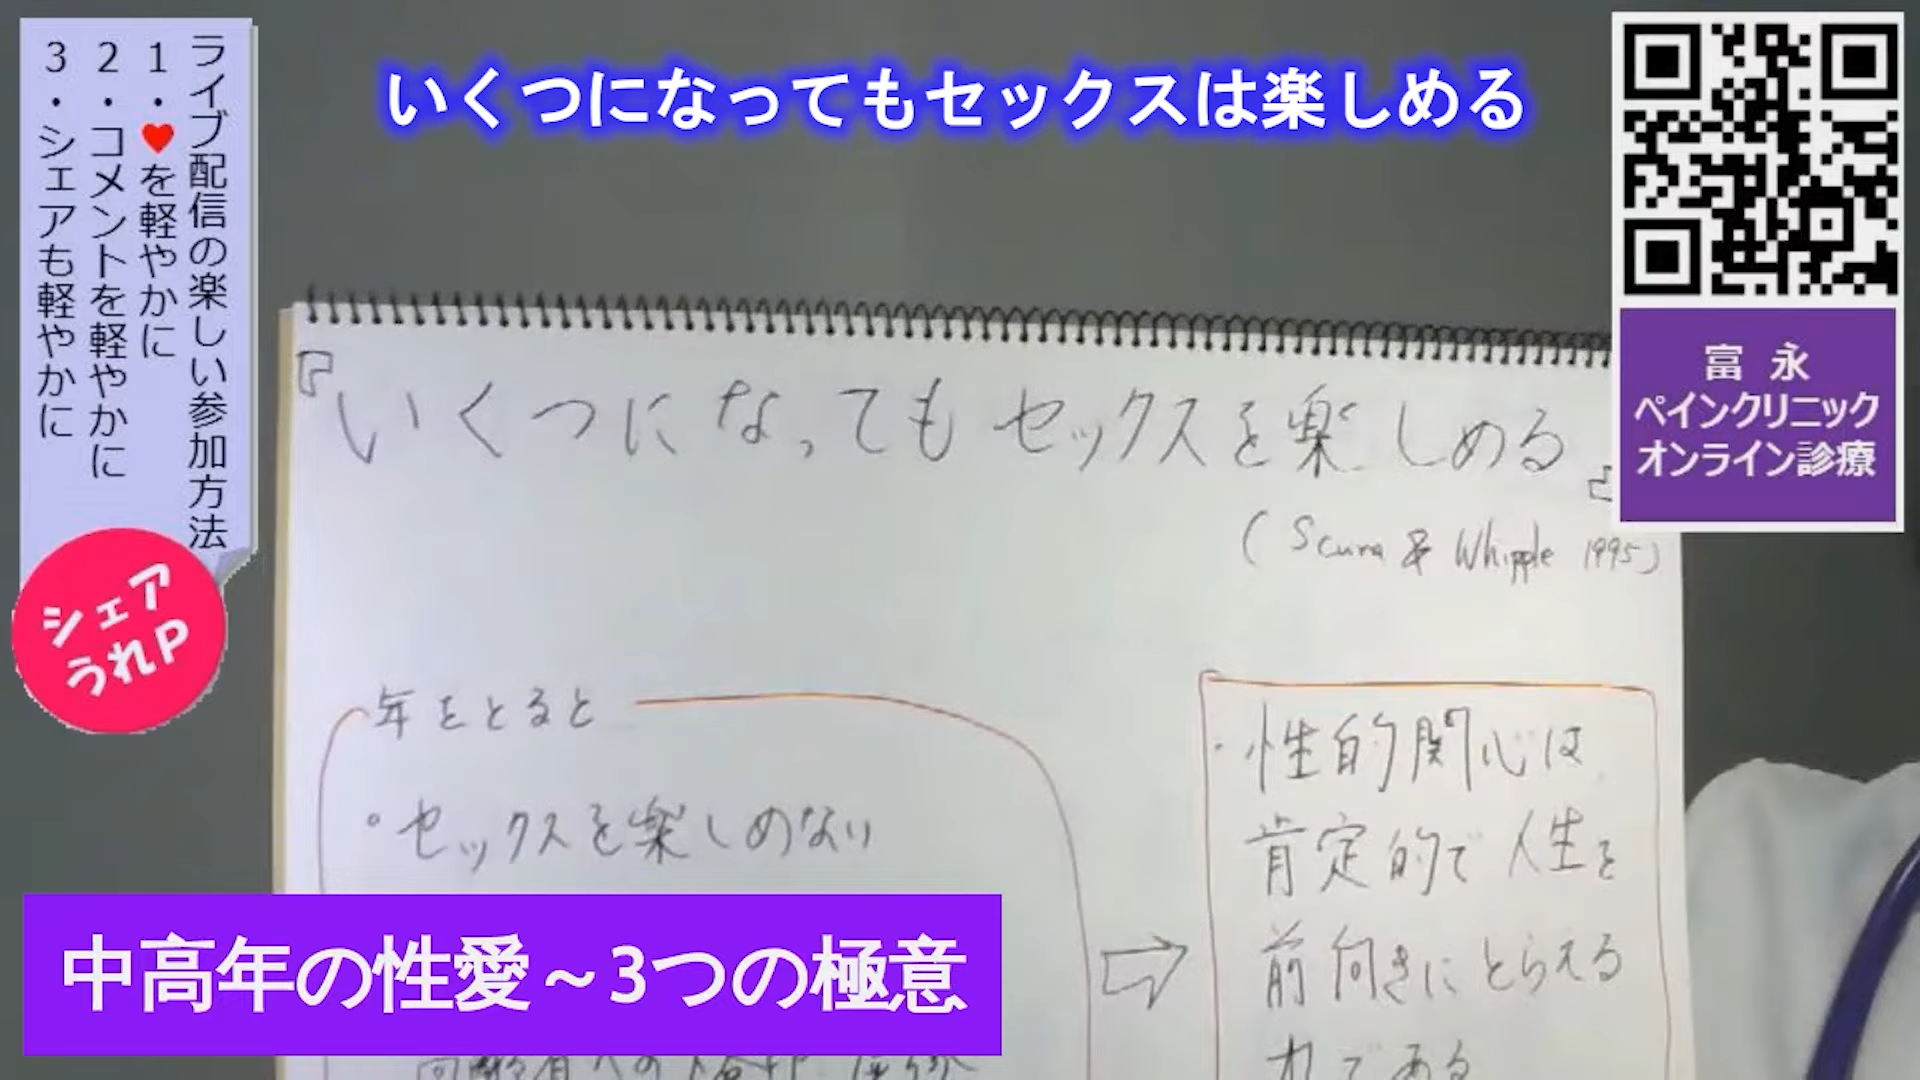 ライブ配信の楽しい参加方法
1・♥を軽やかに
2・コメントを軽やかに
3・シェアも軽やかに
シェア
うれP
いくつになってもセックスは楽しめる
富永
ペインクリニック
オンライン診療
『いくつになってもセックスを楽しめる』
(Scura & Whipple 1995)
年をとると
・セックスを楽しめない
・性的関心は
肯定的で人生を
前向きにとらえる
中高年の性愛~3つの極意